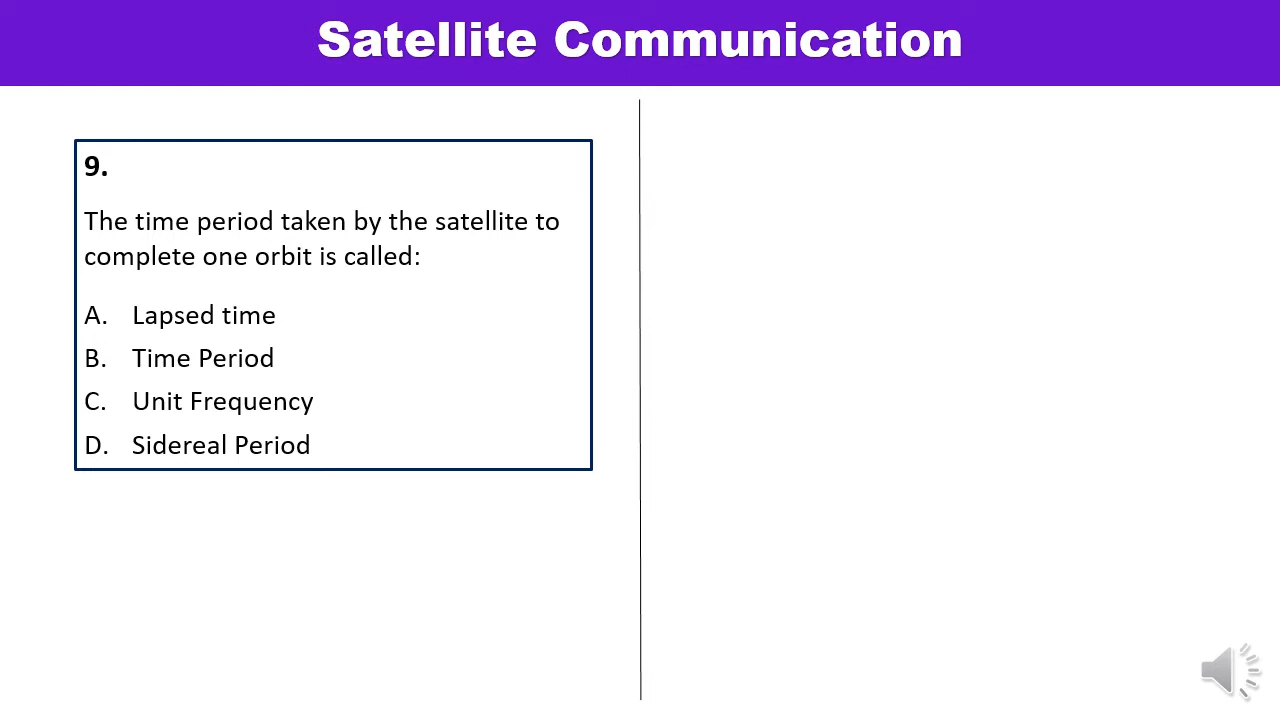 Satellite Communication
9.
The time period taken by the satellite to
complete one orbit is called:
A. Lapsed time
B. Time Period
C. Unit Frequency
D. Sidereal Period